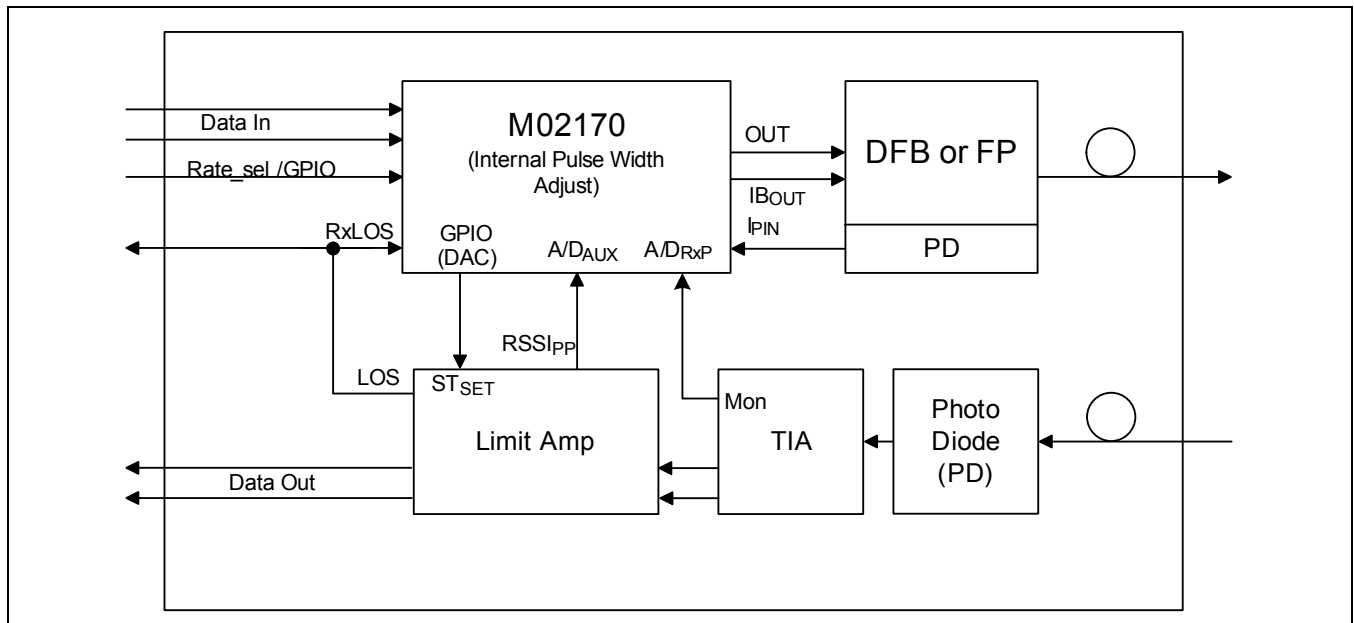 Data In
Rate_sel /GPIO
RxLOS
M02170
(Internal Pulse Width
Adjust)
GPIO
(DAC)
A/DAUX
A/DRxP
OUT
IBOUT
IPIN
DFB or FP
PD
LOS
STSET
RSSIPP
Limit Amp
Data Out
Mon
TIA
Photo
Diode
(PD)